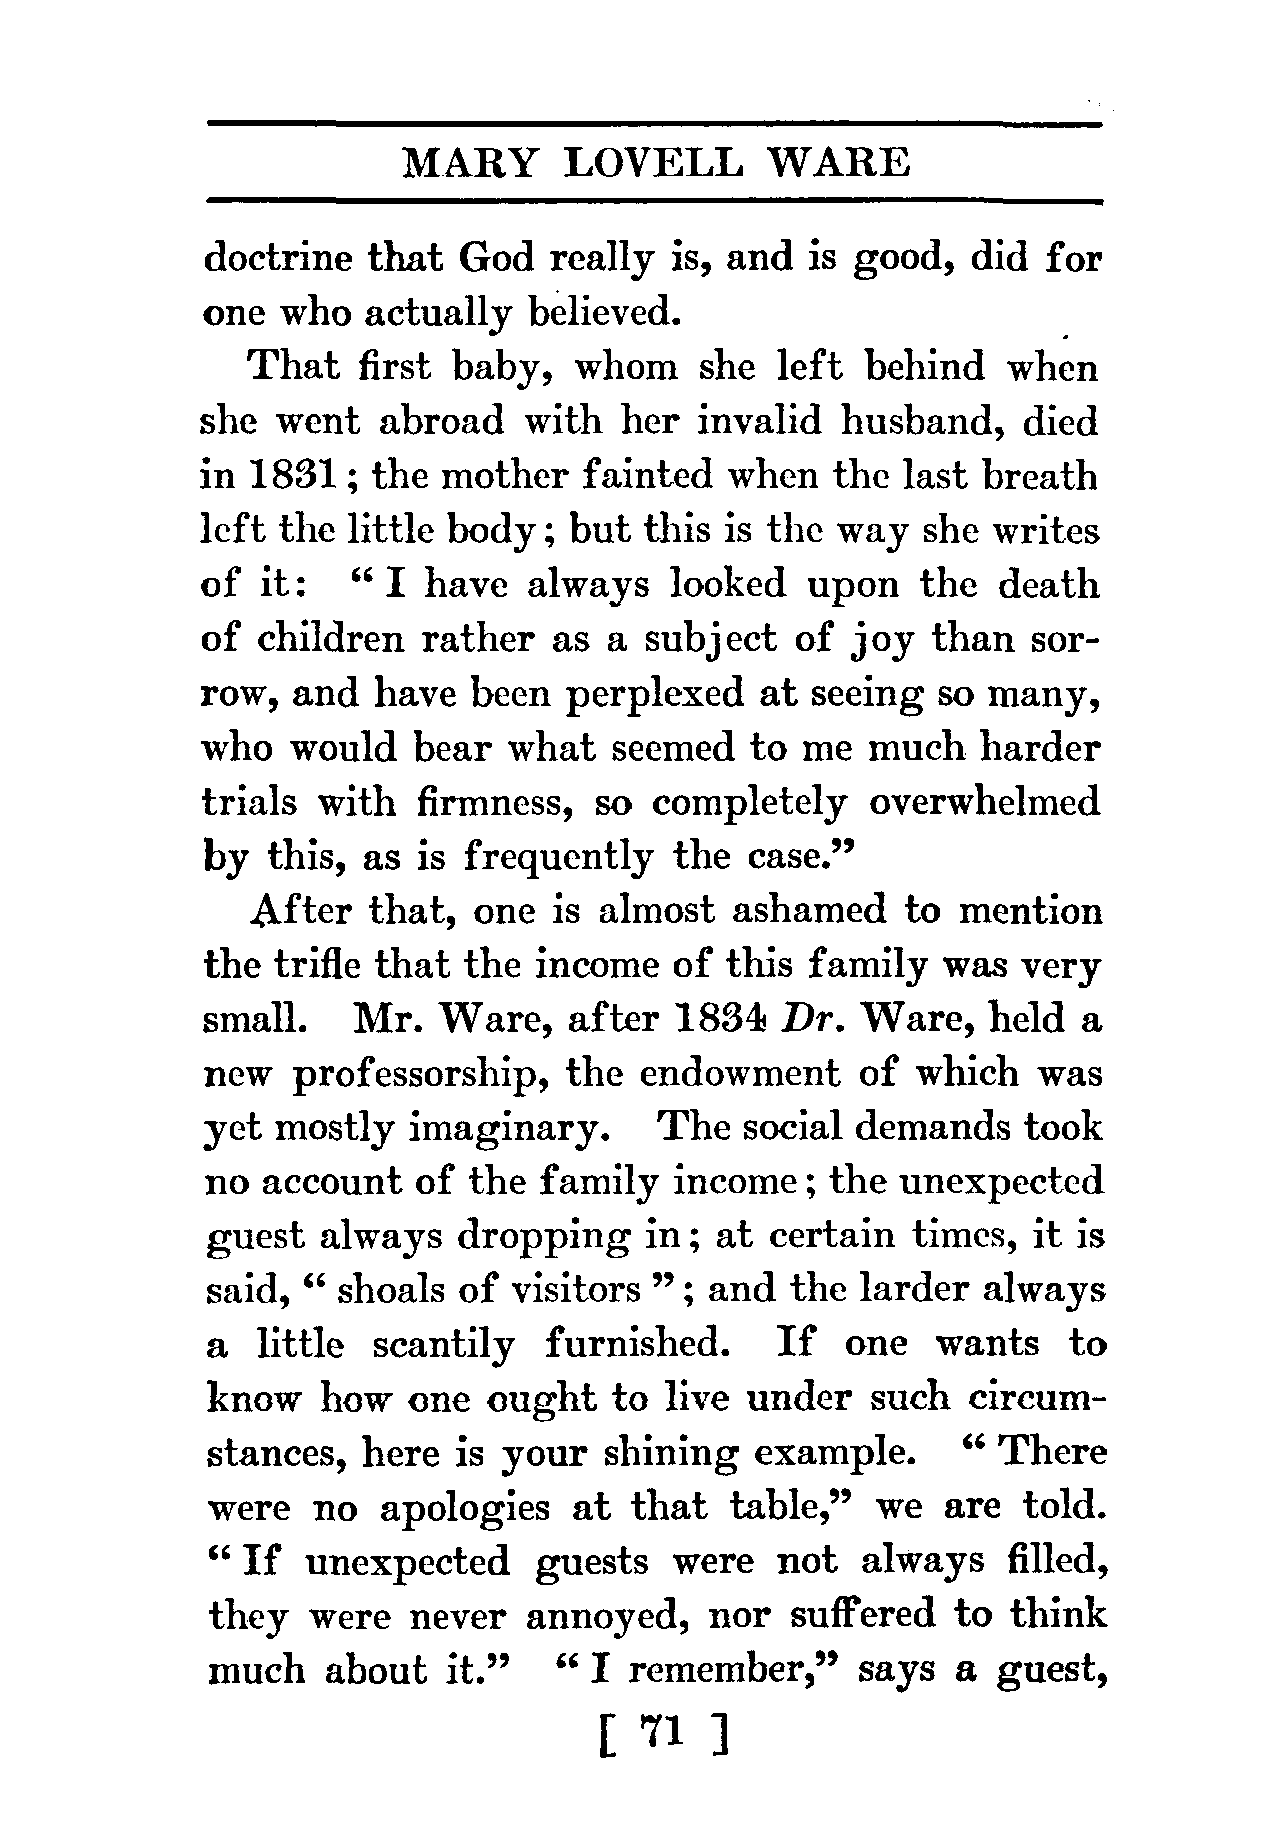 MARY LOVELL WARE
doctrine that God really is, and is good, did for
one who actually believed.
That first baby, whom she left behind when
she went abroad with her invalid husband, died
in 1831; the mother fainted when the last breath
left the little body; but this is the way she writes
of it: "I have always looked upon the death
of children rather as a subject of joy than sor-
row, and have been perplexed at seeing so many,
who would bear what seemed to me much harder
trials with firmness, so completely overwhelmed
by this, as is frequently the case."
After that, one is almost ashamed to mention
the trifle that the income of this family was very
small. Mr. Ware, after 1834 Dr. Ware, held a
new professorship, the endowment of which was
yet mostly imaginary. The social demands took
no account of the family income; the unexpected
guest always dropping in; at certain times, it is
said, "shoals of visitors"; and the larder always
a little scantily furnished. If one wants to
know how one ought to live under such circum-
stances, here is your shining example. "There
were no apologies at that table," we are told.
"If unexpected guests were not always filled,
they were never annoyed, nor suffered to think
much about it." "I remember," says a guest,
[ 71 ]